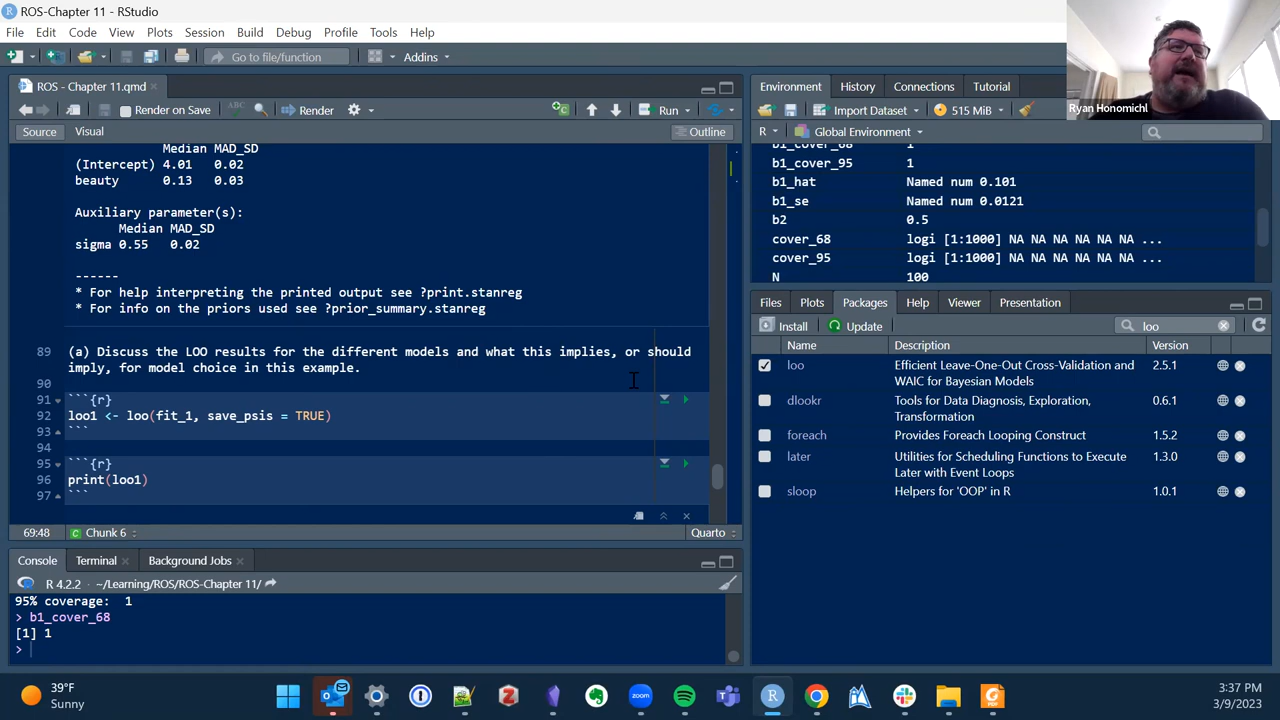 ROS-Chapter 11 - RStudio
File Edit Code View Plots Session Build Debug Profile Tools Help
Go to file/function Addins
ROS - Chapter 11.qmd
Render on Save ABC Render Run
Source Visual Outline
Median MAD_SD
(Intercept) 4.01 0.02
beauty 0.13 0.03
Auxiliary parameter(s):
Median MAD_SD
sigma 0.55 0.02
------
* For help interpreting the printed output see ?print.stanreg
* For info on the priors used see ?prior_summary.stanreg
89 (a) Discuss the LOO results for the different models and what this implies, or should
imply, for model choice in this example.
90
91 ```{r}
92 loo1 <- loo(fit_1, save_psis = TRUE)
93 ```
94
95 ```{r}
96 print(loo1)
97 ```
69:48 Chunk 6 Quarto
Console Terminal Background Jobs
R 4.2.2 · ~/Learning/ROS/ROS-Chapter 11/
95% coverage: 1
> b1_cover_68
[1] 1
>
Ryan Honomichl
Environment History Connections Tutorial
Import Dataset 515 MiB
R Global Environment
b1_cover_68 1
b1_cover_95 1
b1_hat Named num 0.101
b1_se Named num 0.0121
b2 0.5
cover_68 logi [1:1000] NA NA NA NA NA NA ...
cover_95 logi [1:1000] NA NA NA NA NA NA ...
N 100
Files Plots Packages Help Viewer Presentation
Install Update loo
Name Description Version
loo Efficient Leave-One-Out Cross-Validation and 2.5.1
WAIC for Bayesian Models
dlookr Tools for Data Diagnosis, Exploration, 0.6.1
Transformation
foreach Provides Foreach Looping Construct 1.5.2
later Utilities for Scheduling Functions to Execute 1.3.0
Later with Event Loops
sloop Helpers for 'OOP' in R 1.0.1
39°F
Sunny
3:37 PM
3/9/2023